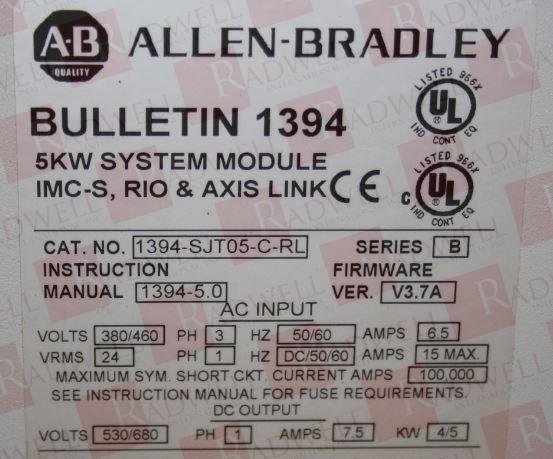 A-B
QUALITY
ALLEN-BRADLEY
LISTED 966X
UL
®
IND CONT EQ
BULLETIN 1394
5KW SYSTEM MODULE
IMC-S, RIO & AXIS LINK CE
LISTED 966X
C UL
®
IND CONT EQ
CAT. NO. 1394-SJT05-C-RL SERIES B
INSTRUCTION FIRMWARE
MANUAL 1394-5.0 VER. V3.7A
AC INPUT
VOLTS 380/460 PH 3 HZ 50/60 AMPS 6.5
VRMS 24 PH 1 HZ DC/50/60 AMPS 15 MAX.
MAXIMUM SYM. SHORT CKT. CURRENT AMPS 100,000
SEE INSTRUCTION MANUAL FOR FUSE REQUIREMENTS.
DC OUTPUT
VOLTS 530/680 PH 1 AMPS 7.5 KW 4/5
RADWELL